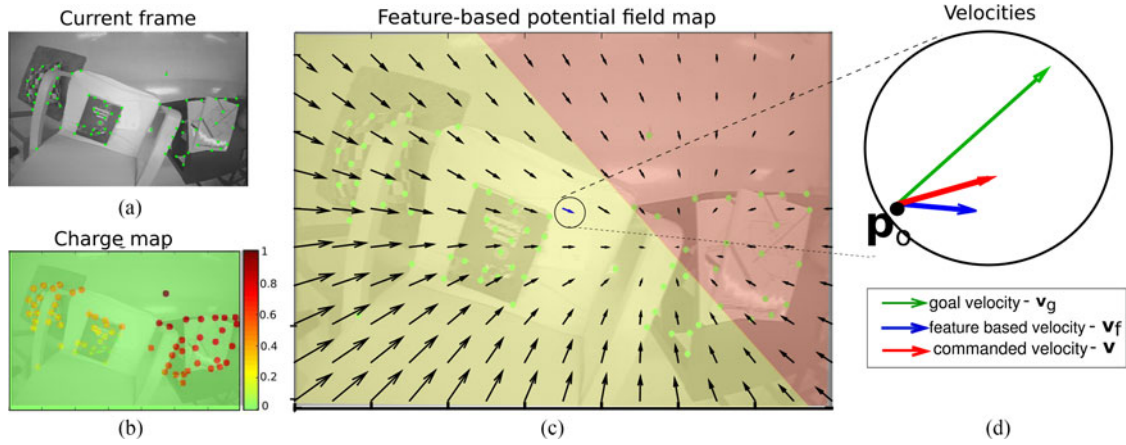 Current frame
(a)
Charge map
1
0.8
0.6
0.4
0.2
0
(b)
Feature-based potential field map
(c)
Velocities
po
goal velocity - vg
feature based velocity - vf
commanded velocity - v
(d)